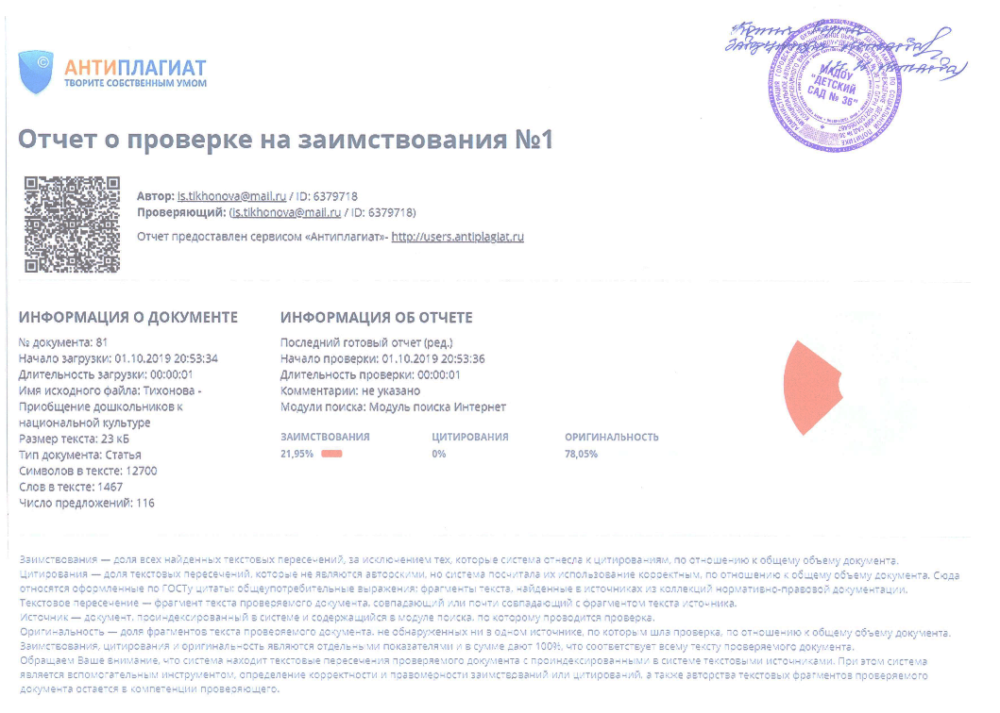 ©
АНТИПЛАГИАТ
ТВОРИТЕ СОБСТВЕННЫМ УМОМ
МАДОУ
"ДЕТСКИЙ
САД № 36"
Отчет о проверке на заимствования №1
Автор: is.tikhonova@mail.ru / ID: 6379718
Проверяющий: (is.tikhonova@mail.ru / ID: 6379718)
Отчет предоставлен сервисом «Антиплагиат»- http://users.antiplagiat.ru
ИНФОРМАЦИЯ О ДОКУМЕНТЕ
№ документа: 81
Начало загрузки: 01.10.2019 20:53:34
Длительность загрузки: 00:00:01
Имя исходного файла: Тихонова -
Приобщение дошкольников к
национальной культуре
Размер текста: 23 кБ
Тип документа: Статья
Символов в тексте: 12700
Слов в тексте: 1467
Число предложений: 116
ИНФОРМАЦИЯ ОБ ОТЧЕТЕ
Последний готовый отчет (ред.)
Начало проверки: 01.10.2019 20:53:36
Длительность проверки: 00:00:01
Комментарии: не указано
Модули поиска: Модуль поиска Интернет
ЗАИМСТВОВАНИЯ ЦИТИРОВАНИЯ ОРИГИНАЛЬНОСТЬ
21,95% 0% 78,05%
Заимствования — доля всех найденных текстовых пересечений, за исключением тех, которые система отнесла к цитированиям, по отношению к общему объему документа.
Цитирования — доля текстовых пересечений, которые не являются авторскими, но система посчитала их использование корректным, по отношению к общему объему документа. Сюда
относятся оформленные по ГОСТу цитаты; общеупотребительные выражения; фрагменты текста, найденные в источниках из коллекций нормативно-правовой документации.
Текстовое пересечение — фрагмент текста проверяемого документа, совпадающий или почти совпадающий с фрагментом текста источника.
Источник — документ, проиндексированный в системе и содержащийся в модуле поиска, по которому проводится проверка.
Оригинальность — доля фрагментов текста проверяемого документа, не обнаруженных ни в одном источнике, по которым шла проверка, по отношению к общему объему документа.
Заимствования, цитирования и оригинальность являются отдельными показателями и в сумме дают 100%, что соответствует всему тексту проверяемого документа.
Обращаем Ваше внимание, что система находит текстовые пересечения проверяемого документа с проиндексированными в системе текстовыми источниками. При этом система
является вспомогательным инструментом, определение корректности и правомерности заимствований или цитирований, а также авторства текстовых фрагментов проверяемого
документа остается в компетенции проверяющего.